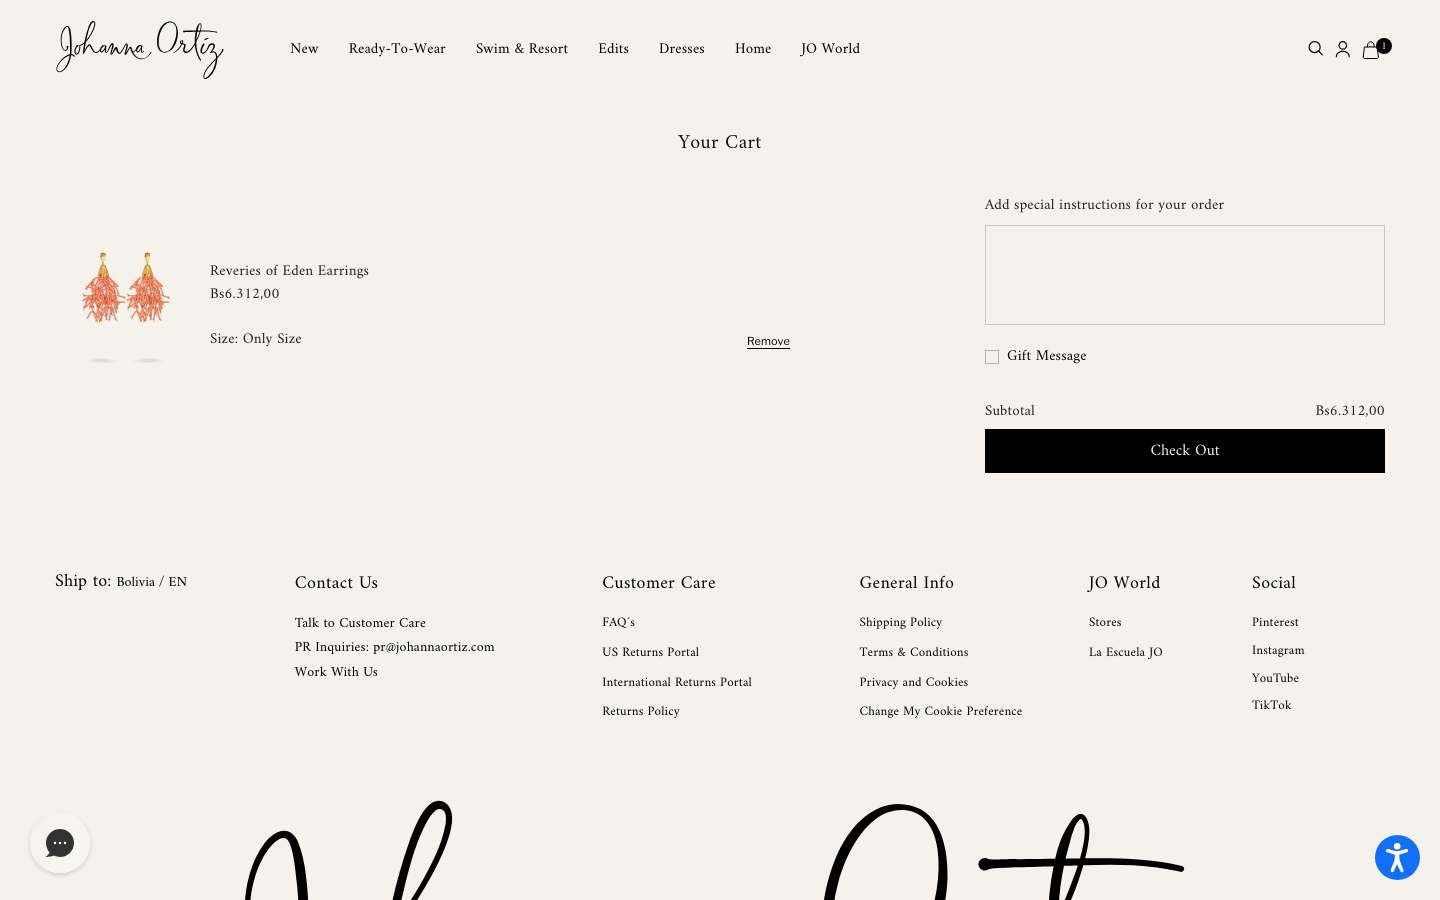 Johanna Ortiz
New
Ready-To-Wear
Swim & Resort
Edits
Dresses
Home
JO World
1
Your Cart
Reveries of Eden Earrings
Bs6.312,00
Size: Only Size
Remove
Add special instructions for your order
Gift Message
Subtotal
Bs6.312,00
Check Out
Ship to: Bolivia / EN
Contact Us
Talk to Customer Care
PR Inquiries: pr@johannaortiz.com
Work With Us
Customer Care
FAQ´s
US Returns Portal
International Returns Portal
Returns Policy
General Info
Shipping Policy
Terms & Conditions
Privacy and Cookies
Change My Cookie Preference
JO World
Stores
La Escuela JO
Social
Pinterest
Instagram
YouTube
TikTok